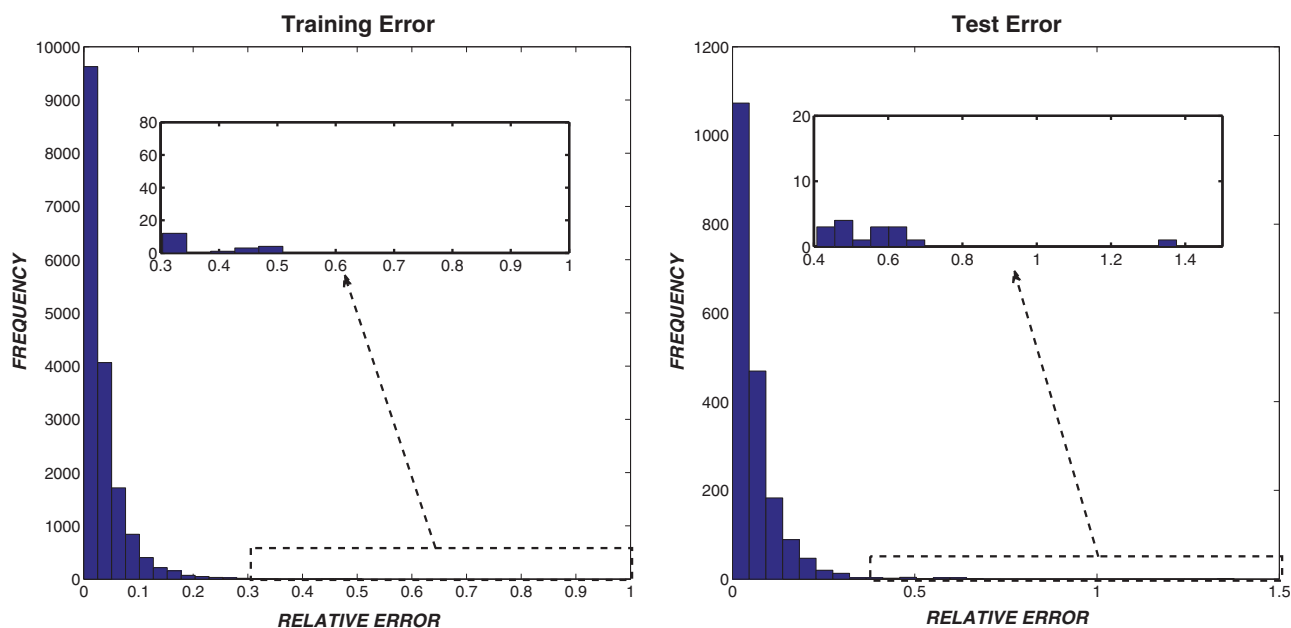 Training Error
10000
9000
8000
7000
6000
5000
4000
3000
2000
1000
0
FREQUENCY
80
60
40
20
0
0.3 0.4 0.5 0.6 0.7 0.8 0.9 1
0 0.1 0.2 0.3 0.4 0.5 0.6 0.7 0.8 0.9 1
RELATIVE ERROR
Test Error
1200
1000
800
600
400
200
0
FREQUENCY
20
10
0
0.4 0.6 0.8 1 1.2 1.4
0 0.5 1 1.5
RELATIVE ERROR